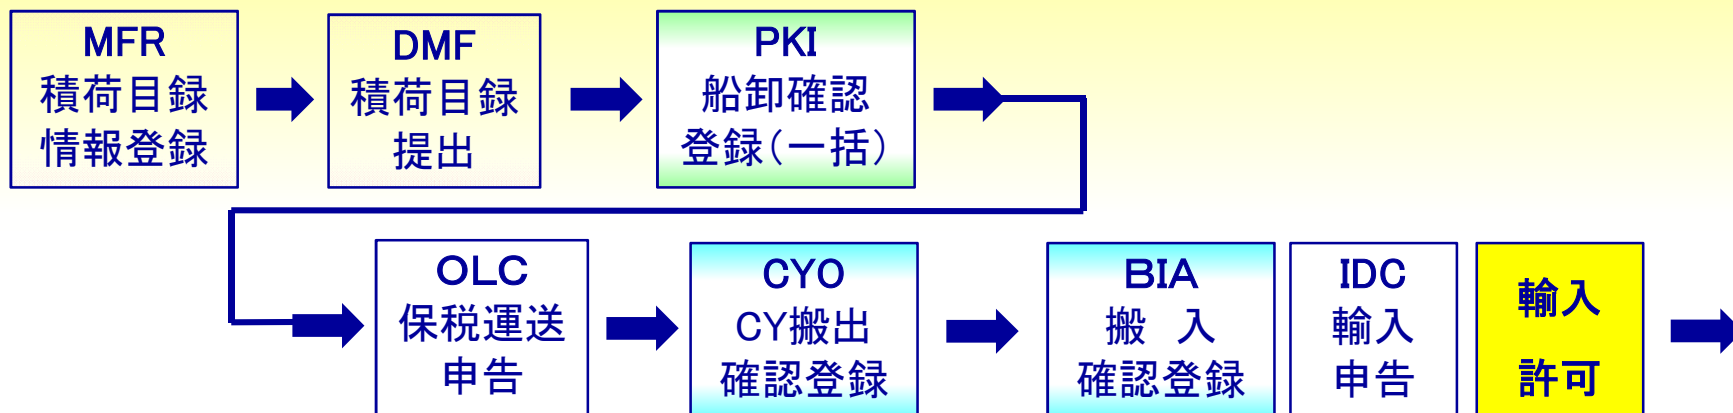 MFR
積荷目録
情報登録
DMF
積荷目録
提出
PKI
船卸確認
登録(一括)
OLC
保税運送
申告
CYO
CY搬出
確認登録
BIA
搬　入
確認登録
IDC
輸入
申告
輸入
許可